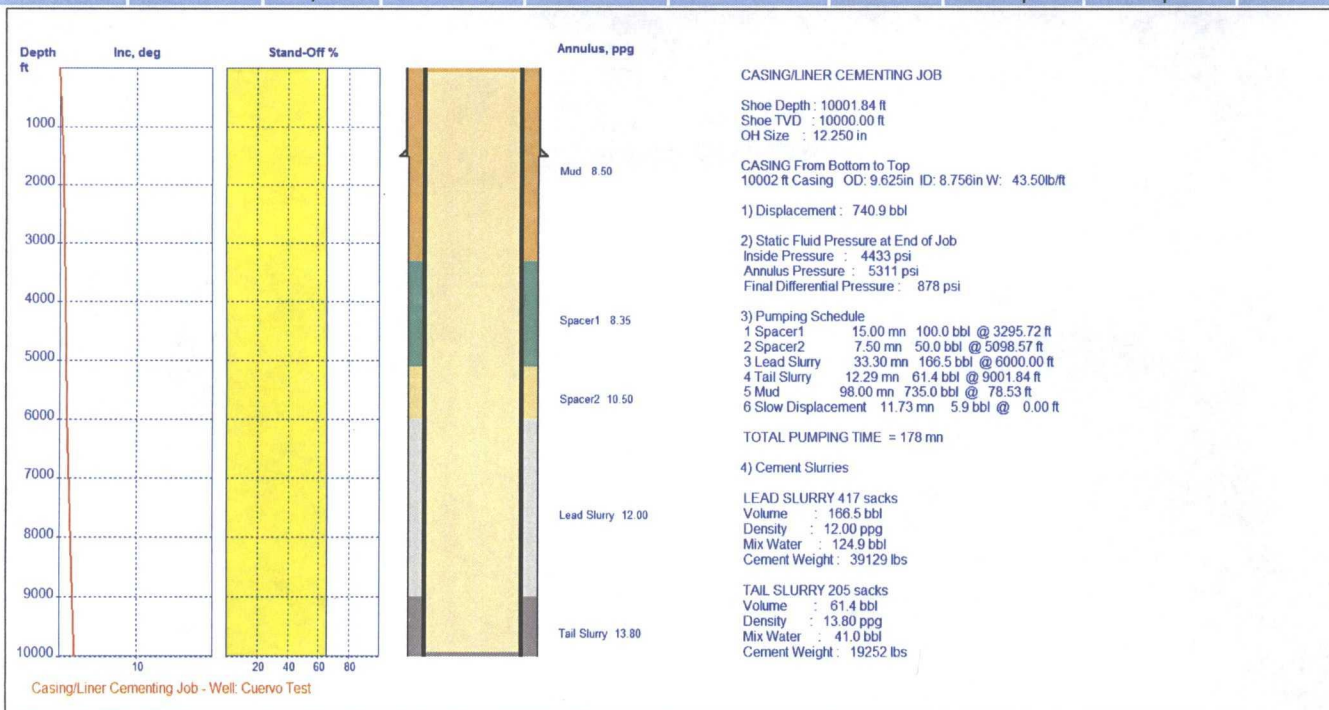 Depth
ft
Inc, deg
Stand-Off %
Annulus, ppg
1000
2000
3000
4000
5000
6000
7000
8000
9000
10000
10
20 40 60 80
Mud 8.50
Spacer1 8.35
Spacer2 10.50
Lead Slurry 12.00
Tail Slurry 13.80
Casing/Liner Cementing Job - Well: Cuervo Test
CASING/LINER CEMENTING JOB
Shoe Depth : 10001.84 ft
Shoe TVD : 10000.00 ft
OH Size : 12.250 in
CASING From Bottom to Top
10002 ft Casing OD: 9.625in ID: 8.756in W: 43.50lb/ft
1) Displacement : 740.9 bbl
2) Static Fluid Pressure at End of Job
Inside Pressure : 4433 psi
Annulus Pressure : 5311 psi
Final Differential Pressure : 878 psi
3) Pumping Schedule
1 Spacer1 15.00 mn 100.0 bbl @ 3295.72 ft
2 Spacer2 7.50 mn 50.0 bbl @ 5098.57 ft
3 Lead Slurry 33.30 mn 166.5 bbl @ 6000.00 ft
4 Tail Slurry 12.29 mn 61.4 bbl @ 9001.84 ft
5 Mud 98.00 mn 735.0 bbl @ 78.53 ft
6 Slow Displacement 11.73 mn 5.9 bbl @ 0.00 ft
TOTAL PUMPING TIME = 178 mn
4) Cement Slurries
LEAD SLURRY 417 sacks
Volume : 166.5 bbl
Density : 12.00 ppg
Mix Water : 124.9 bbl
Cement Weight : 39129 lbs
TAIL SLURRY 205 sacks
Volume : 61.4 bbl
Density : 13.80 ppg
Mix Water : 41.0 bbl
Cement Weight : 19252 lbs